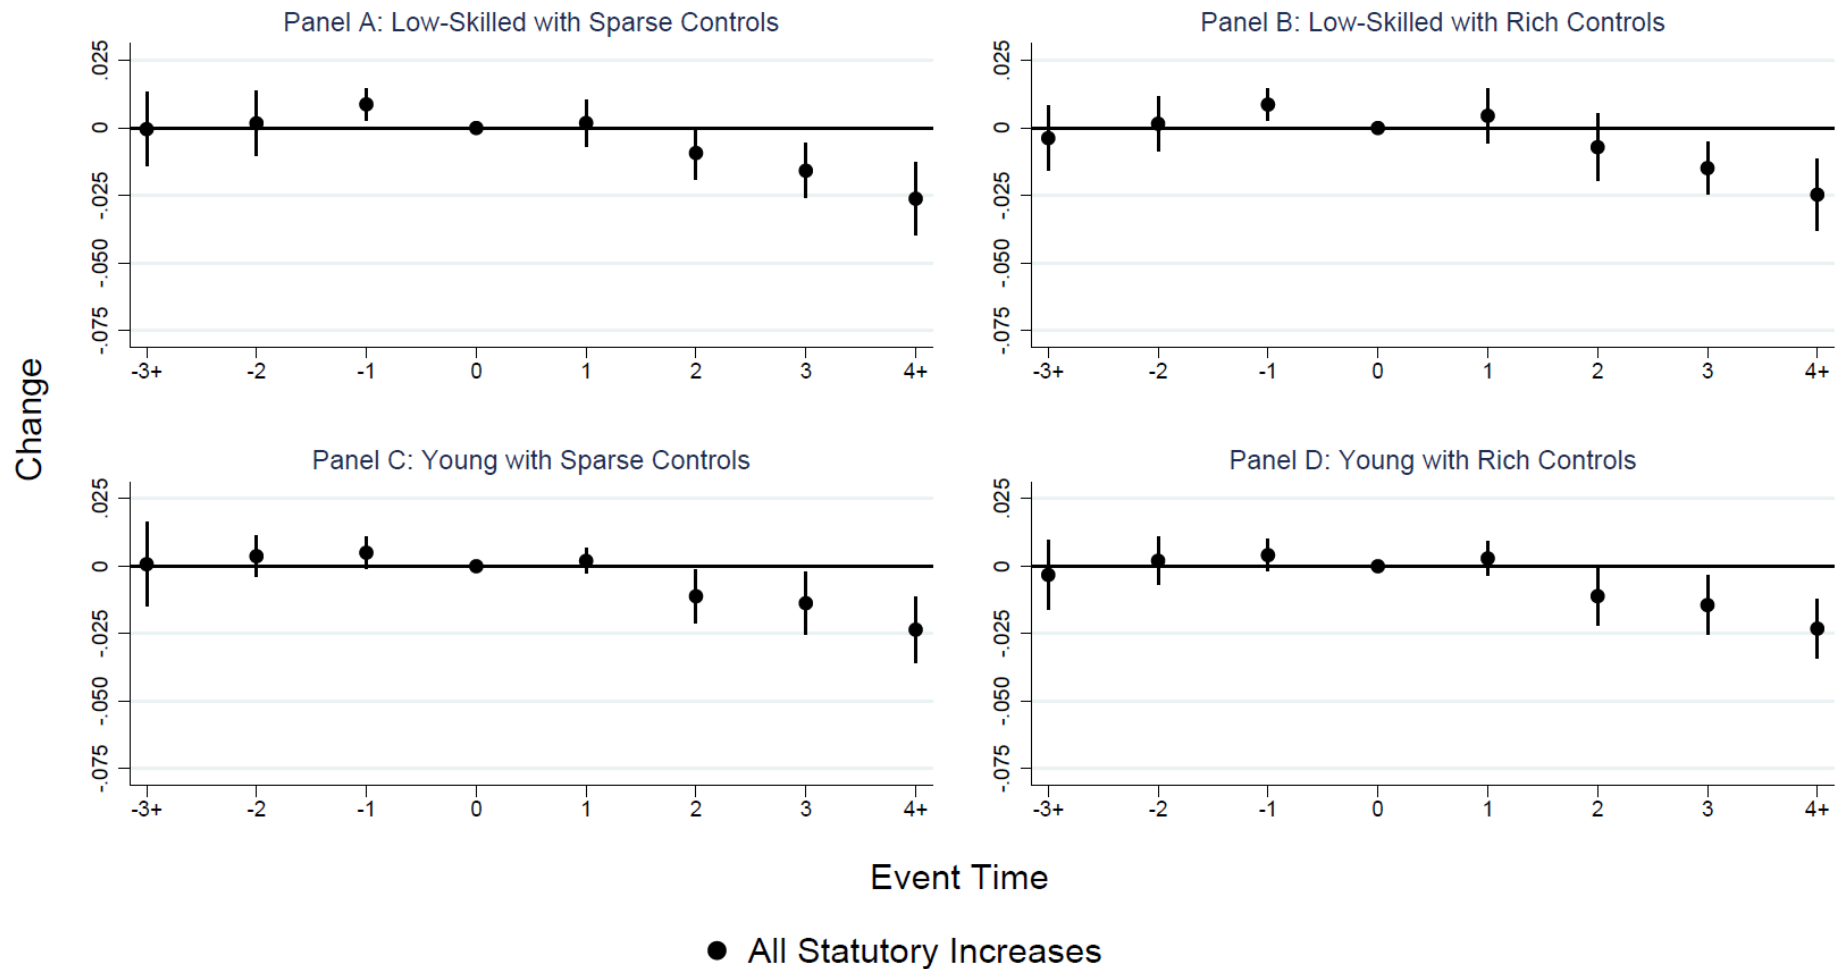 Panel A: Low-Skilled with Sparse Controls
.025
0
-.025
-.050
-.075
-3+ -2 -1 0 1 2 3 4+
Panel B: Low-Skilled with Rich Controls
.025
0
-.025
-.050
-.075
-3+ -2 -1 0 1 2 3 4+
Change
Panel C: Young with Sparse Controls
.025
0
-.025
-.050
-.075
-3+ -2 -1 0 1 2 3 4+
Panel D: Young with Rich Controls
.025
0
-.025
-.050
-.075
-3+ -2 -1 0 1 2 3 4+
Event Time
All Statutory Increases